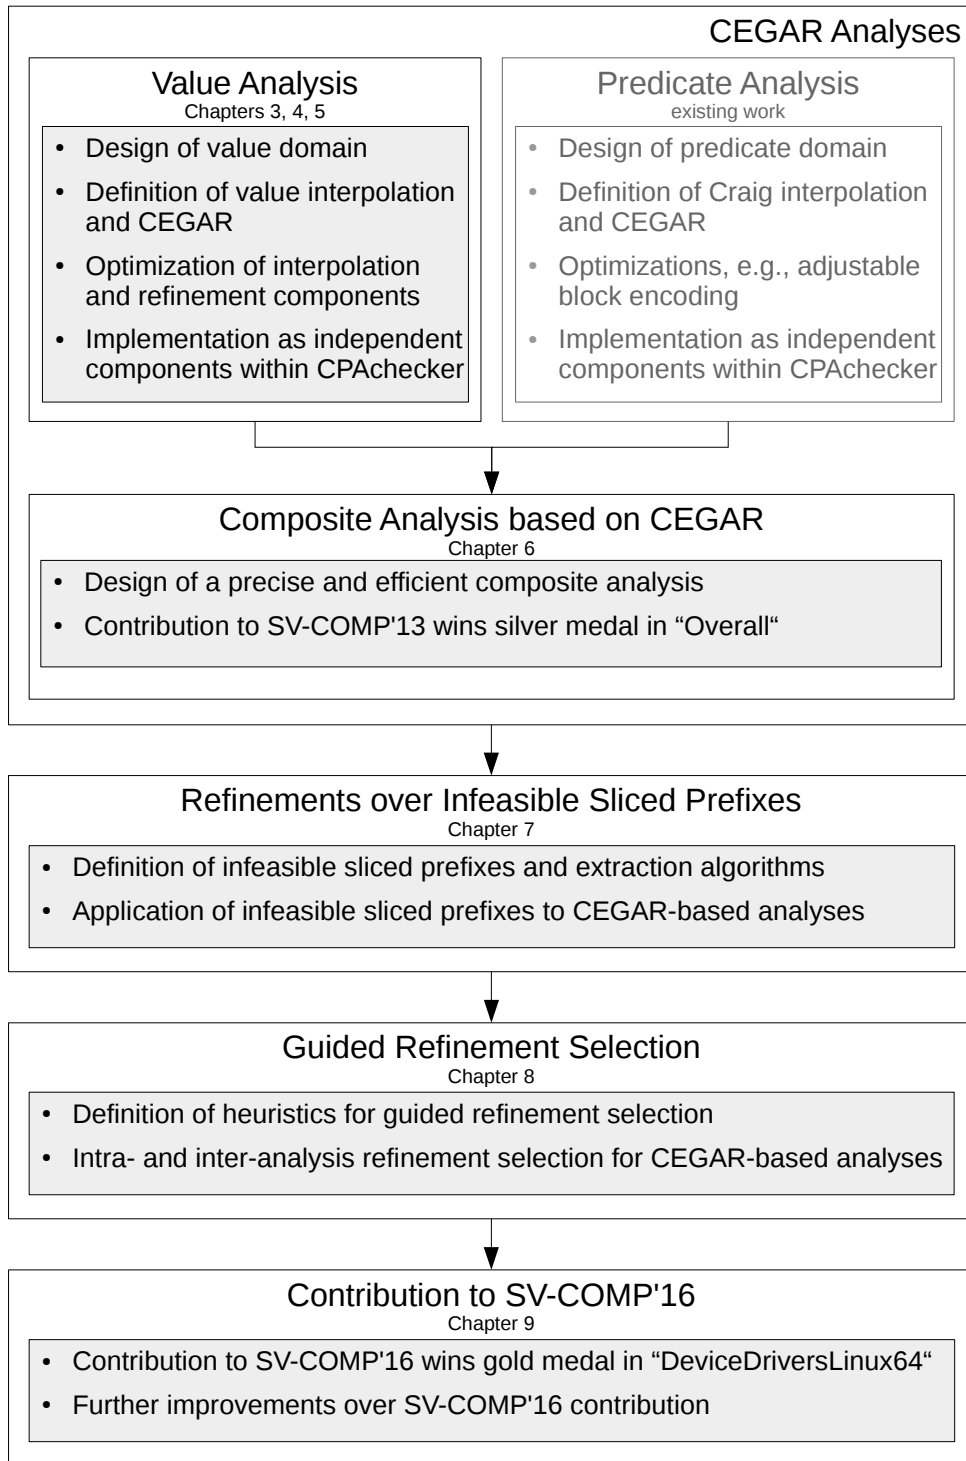 CEGAR Analyses
Value Analysis
Chapters 3, 4, 5
• Design of value domain
• Definition of value interpolation
and CEGAR
• Optimization of interpolation
and refinement components
• Implementation as independent
components within CPAchecker
Predicate Analysis
existing work
• Design of predicate domain
• Definition of Craig interpolation
and CEGAR
• Optimizations, e.g., adjustable
block encoding
• Implementation as independent
components within CPAchecker
Composite Analysis based on CEGAR
Chapter 6
• Design of a precise and efficient composite analysis
• Contribution to SV-COMP'13 wins silver medal in “Overall“
Refinements over Infeasible Sliced Prefixes
Chapter 7
• Definition of infeasible sliced prefixes and extraction algorithms
• Application of infeasible sliced prefixes to CEGAR-based analyses
Guided Refinement Selection
Chapter 8
• Definition of heuristics for guided refinement selection
• Intra- and inter-analysis refinement selection for CEGAR-based analyses
Contribution to SV-COMP'16
Chapter 9
• Contribution to SV-COMP'16 wins gold medal in “DeviceDriversLinux64“
• Further improvements over SV-COMP'16 contribution